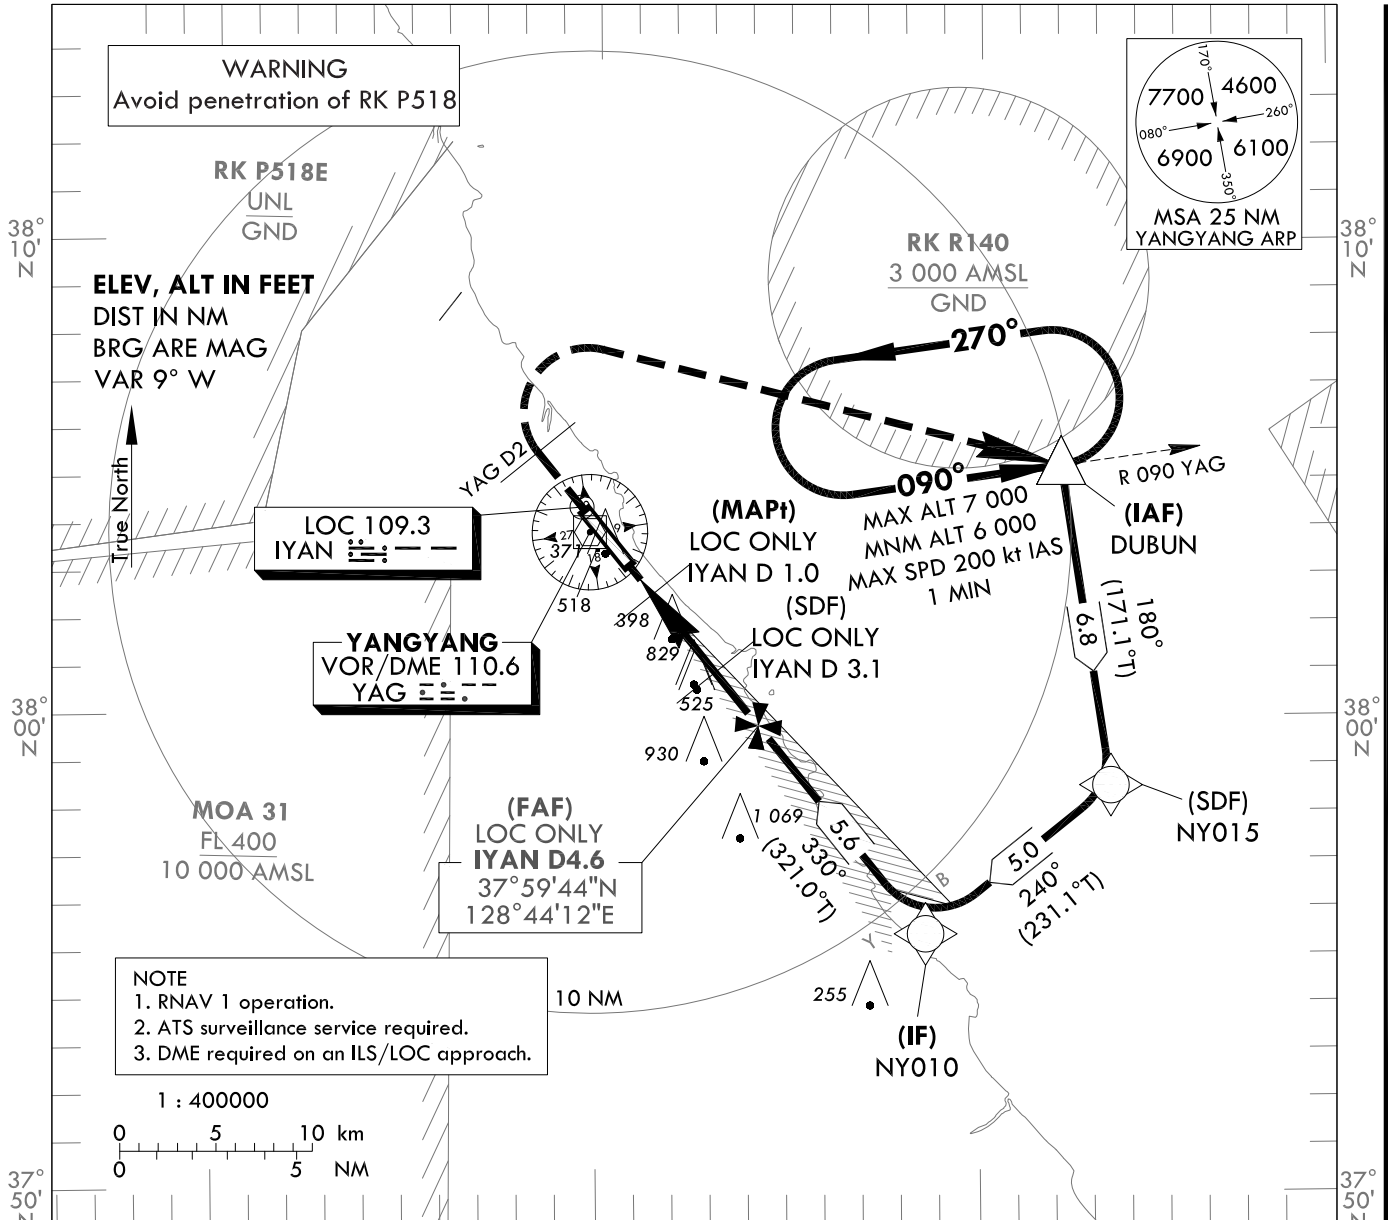 WARNING
Avoid penetration of RK P518
RK P518E
UNL
GND
38°
10'
N
ELEV, ALT IN FEET
DIST IN NM
BRG ARE MAG
VAR 9° W
True North
170°
7700
4600
260°
080°
6900
6100
350°
MSA 25 NM
YANGYANG ARP
RK R140
3 000 AMSL
GND
38°
10'
N
270°
090°
R 090 YAG
MAX ALT 7 000
MNM ALT 6 000
MAX SPD 200 kt IAS
1 MIN
(IAF)
DUBUN
YAG D2
LOC 109.3
IYAN
27
9
18
371
518
398
829
525
930
1 069
255
(MAPt)
LOC ONLY
IYAN D 1.0
(SDF)
LOC ONLY
IYAN D 3.1
YANGYANG
VOR/DME 110.6
YAG
6.8
180°
(171.1°T)
38°
00'
N
38°
00'
N
(SDF)
NY015
5.0
240°
(231.1°T)
5.6
330°
(321.0°T)
B
Y
(FAF)
LOC ONLY
IYAN D4.6
37°59'44"N
128°44'12"E
MOA 31
FL 400
10 000 AMSL
(IF)
NY010
10 NM
NOTE
1. RNAV 1 operation.
2. ATS surveillance service required.
3. DME required on an ILS/LOC approach.
1 : 400000
0 5 10 km
0 5 NM
37°
50'
N
37°
50'
N